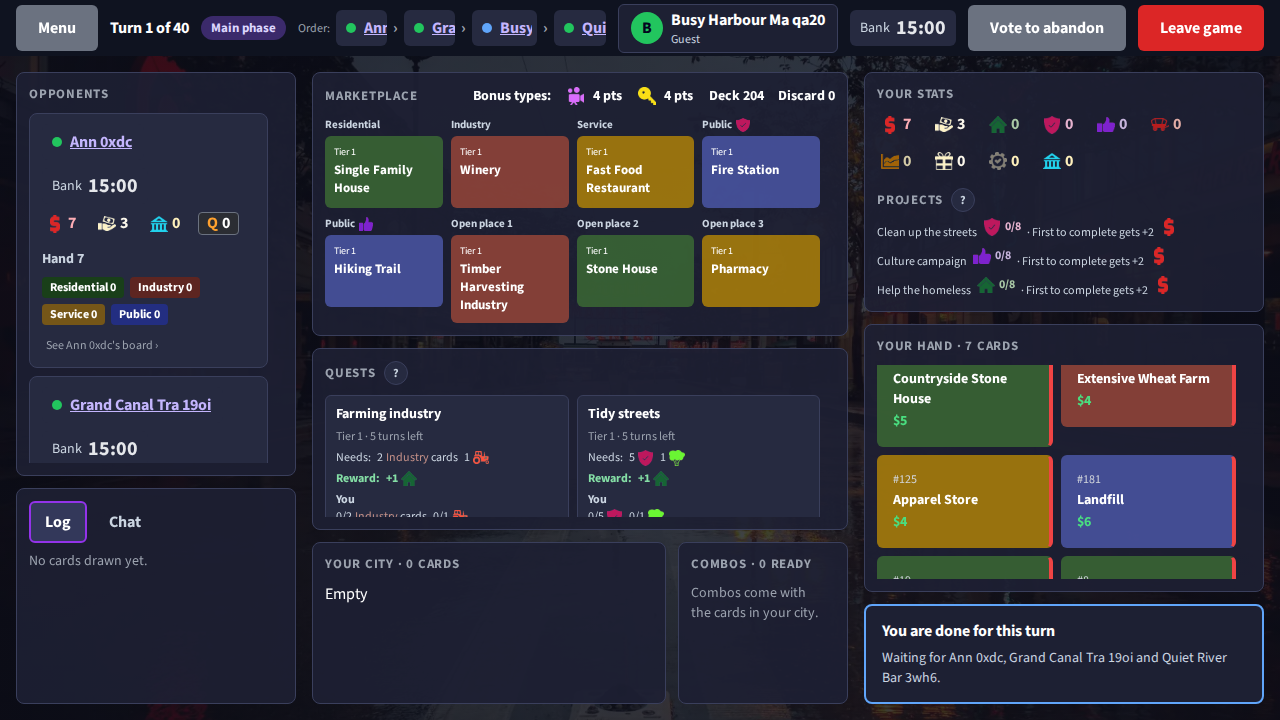 Menu
Turn 1 of 40
Main phase
Order:
Ann
›
Gra
›
Busy
›
Qui
B
Busy Harbour Ma qa20
Guest
Bank 15:00
Vote to abandon
Leave game
OPPONENTS
Ann 0xdc
Bank 15:00
7 3 0 Q 0
Hand 7
Residential 0 Industry 0
Service 0 Public 0
See Ann 0xdc's board ›
Grand Canal Tra 19oi
Bank 15:00
Log Chat
No cards drawn yet.
MARKETPLACE
Bonus types: 4 pts 4 pts Deck 204 Discard 0
Residential Industry Service Public
Tier 1
Single Family
House
Tier 1
Winery
Tier 1
Fast Food
Restaurant
Tier 1
Fire Station
Public Open place 1 Open place 2 Open place 3
Tier 1
Hiking Trail
Tier 1
Timber
Harvesting
Industry
Tier 1
Stone House
Tier 1
Pharmacy
QUESTS ?
Farming industry
Tier 1 · 5 turns left
Needs: 2 Industry cards 1
Reward: +1
You
0/2 Industry cards 0/1
Tidy streets
Tier 1 · 5 turns left
Needs: 5 1
Reward: +1
You
0/5 0/1
YOUR CITY · 0 CARDS
Empty
COMBOS · 0 READY
Combos come with
the cards in your city.
YOUR STATS
7 3 0 0 0 0
0 0 0 0
PROJECTS ?
Clean up the streets 0/8 · First to complete gets +2
Culture campaign 0/8 · First to complete gets +2
Help the homeless 0/8 · First to complete gets +2
YOUR HAND · 7 CARDS
Countryside Stone
House
$5
Extensive Wheat Farm
$4
#125
Apparel Store
$4
#181
Landfill
$6
You are done for this turn
Waiting for Ann 0xdc, Grand Canal Tra 19oi and Quiet River
Bar 3wh6.